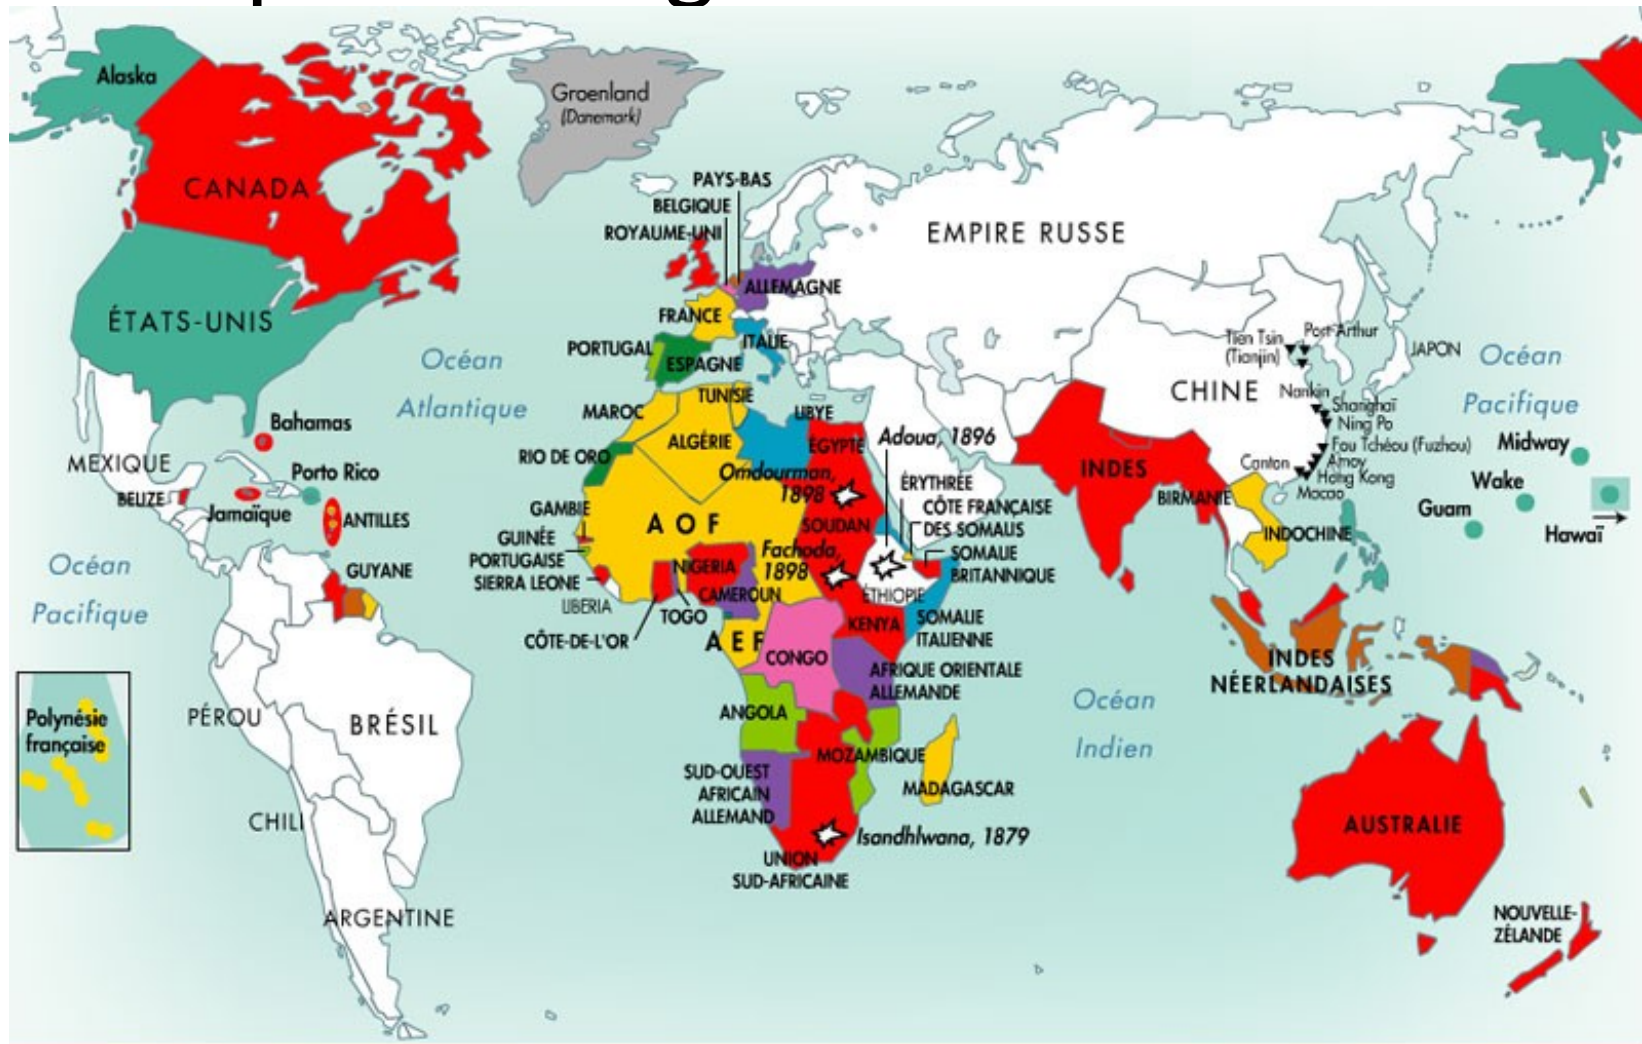 Alaska
Groenland
(Danemark)
CANADA
PAYS-BAS
BELGIQUE
ROYAUME-UNI
EMPIRE RUSSE
ALLEMAGNE
ÉTATS-UNIS
FRANCE
Tien Tsin
(Tianjin)
Port-Arthur
PORTUGAL
ESPAGNE
ITALIE
JAPON
Océan
Atlantique
Océan
Pacifique
CHINE
Nankin
TUNISIE
MAROC
LIBYE
Shanghaï
Ning Po
Bahamas
ALGÉRIE
ÉGYPTE
Adoua, 1896
Fou Tchéou (Fuzhou)
Midway
MEXIQUE
RIO DE ORO
Omdourman,
1898
INDES
Amoy
Canton
Hong Kong
Macao
Porto Rico
BELIZE
ÉRYTHRÉE
BIRMANIE
Wake
Jamaïque
ANTILLES
GAMBIE
CÔTE FRANÇAISE
DES SOMALIS
Guam
AOF
SOUDAN
INDOCHINE
Hawaï
GUINÉE
PORTUGAISE
Fachoda,
1898
SOMALIE
BRITANNIQUE
Océan
Pacifique
GUYANE
NIGERIA
SIERRA LEONE
CAMEROUN
ÉTHIOPIE
LIBERIA
TOGO
SOMALIE
ITALIENNE
CÔTE-DE-L'OR
AEF
KENYA
CONGO
INDES
NÉERLANDAISES
AFRIQUE ORIENTALE
ALLEMANDE
Océan
Indien
Polynésie
française
PÉROU
BRÉSIL
ANGOLA
MOZAMBIQUE
SUD-OUEST
AFRICAIN
ALLEMAND
MADAGASCAR
CHILI
Isandhlwana, 1879
AUSTRALIE
UNION
SUD-AFRICAINE
ARGENTINE
NOUVELLE-
ZÉLANDE